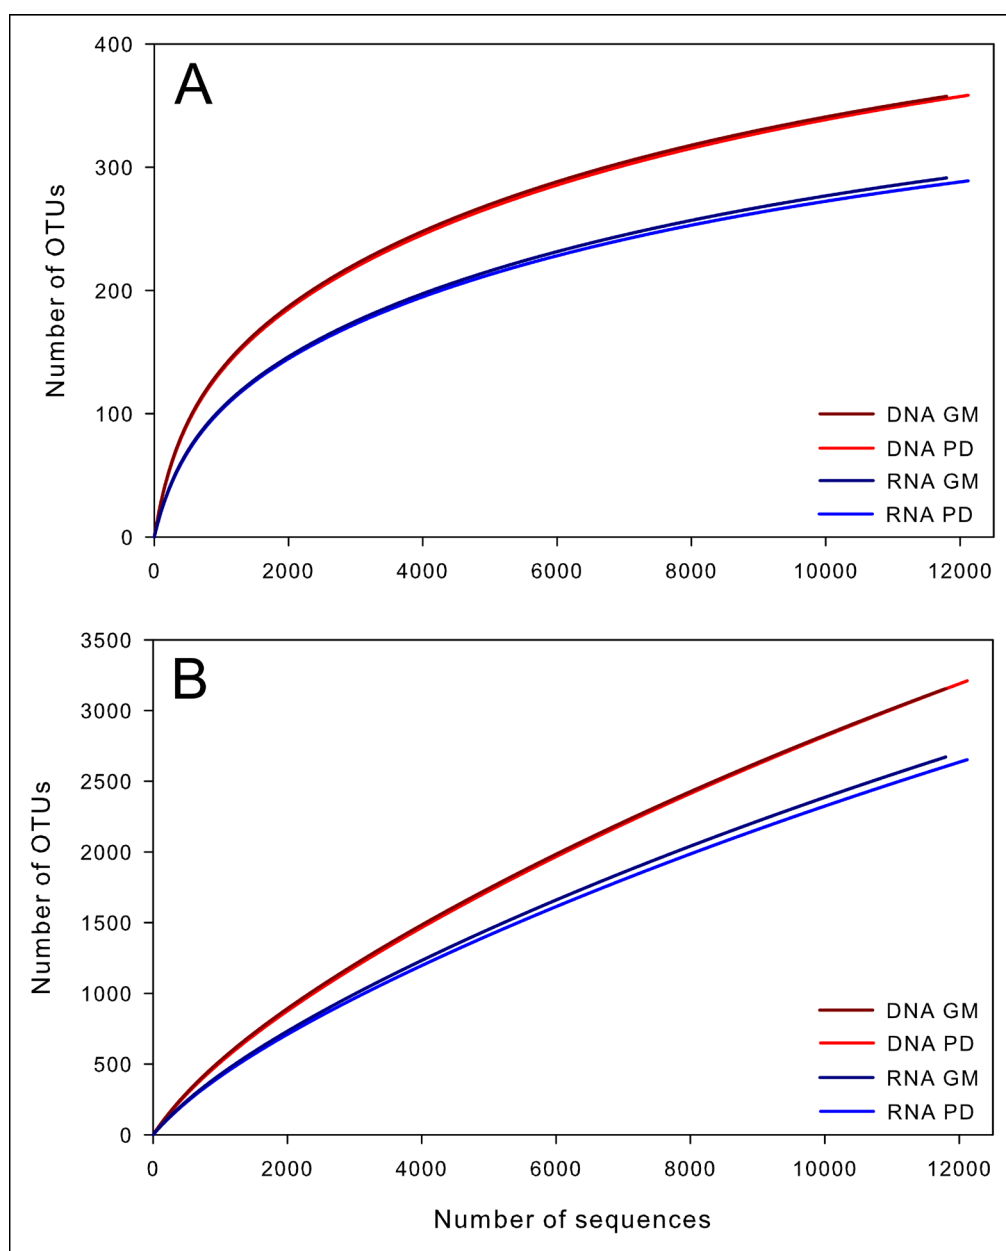 A
400
300
200
100
0
Number of OTUs
DNA GM
DNA PD
RNA GM
RNA PD
0 2000 4000 6000 8000 10000 12000
B
3500
3000
2500
2000
1500
1000
500
0
Number of OTUs
DNA GM
DNA PD
RNA GM
RNA PD
0 2000 4000 6000 8000 10000 12000
Number of sequences